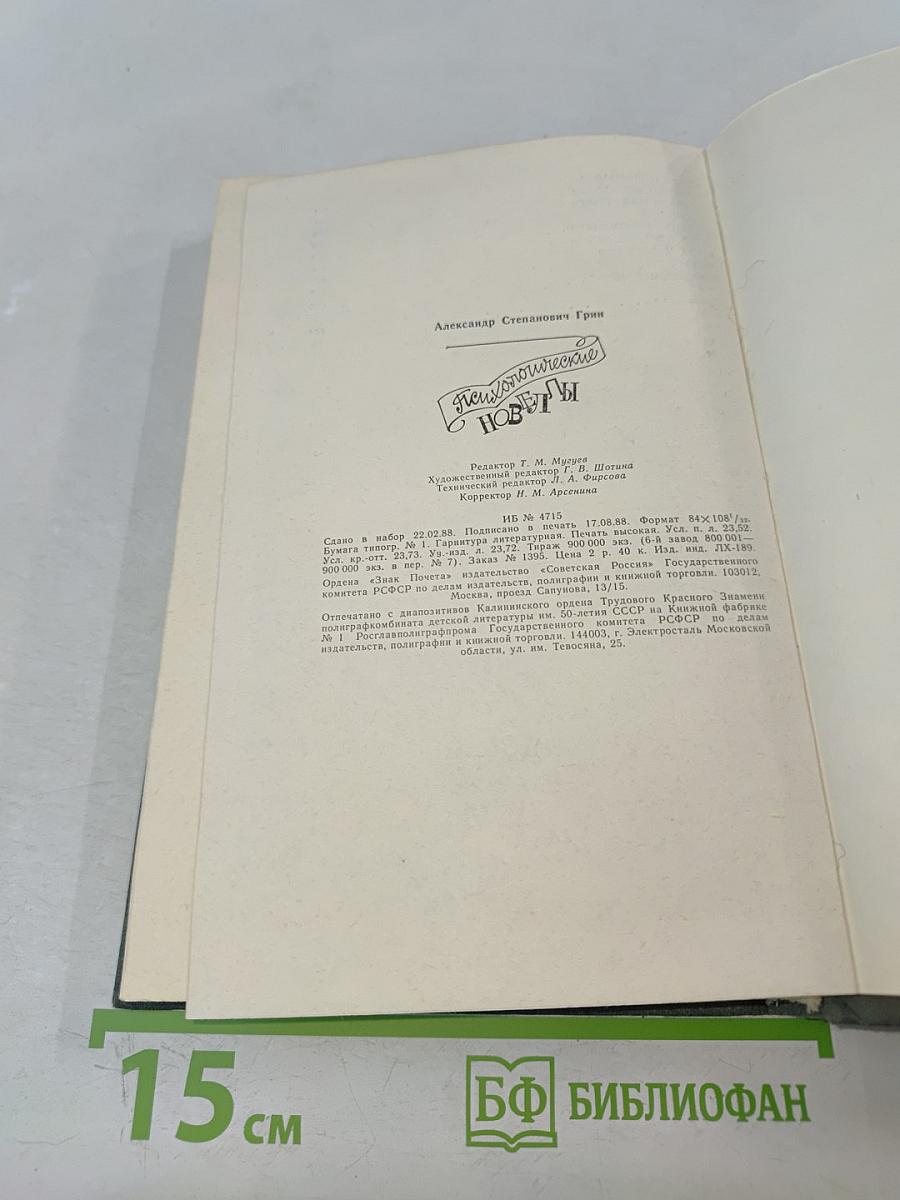 Александр Степанович Грин
Психологические
НОВЕЛЛЫ
Редактор Т. М. Мугуев
Художественный редактор Г. В. Шотина
Технический редактор Л. А. Фирсова
Корректор Н. М. Арсенина
ИБ № 4715
Сдано в набор 22.02.88. Подписано в печать 17.08.88. Формат 84×108¹/₃₂.
Бумага типогр. № 1. Гарнитура литературная. Печать высокая. Усл. п. л. 23,52.
Усл. кр.-отт. 23,73. Уч.-изд. л. 23,72. Тираж 900 000 экз. (6-й завод 800 001—
900 000 экз. в пер. № 7). Заказ № 1395. Цена 2 р. 40 к. Изд. инд. ЛХ-189.
Ордена «Знак Почета» издательство «Советская Россия» Государственного
комитета РСФСР по делам издательств, полиграфии и книжной торговли. 103012,
Москва, проезд Сапунова, 13/15.
Отпечатано с диапозитивов Калининского ордена Трудового Красного Знамени
полиграфкомбината детской литературы им. 50-летия СССР на Книжной фабрике
№ 1 Росглавполиграфпрома Государственного комитета РСФСР по делам
издательств, полиграфии и книжной торговли. 144003, г. Электросталь Московской
области, ул. им. Тевосяна, 25.
15 см
БФ БИБЛИОФАН